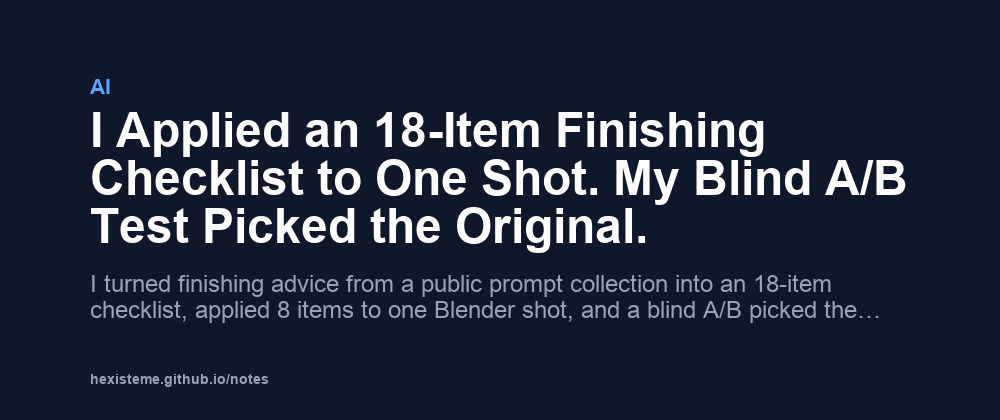 AI
I Applied an 18-Item Finishing
Checklist to One Shot. My Blind A/B
Test Picked the Original.
I turned finishing advice from a public prompt collection into an 18-item
checklist, applied 8 items to one Blender shot, and a blind A/B picked the…
hexisteme.github.io/notes